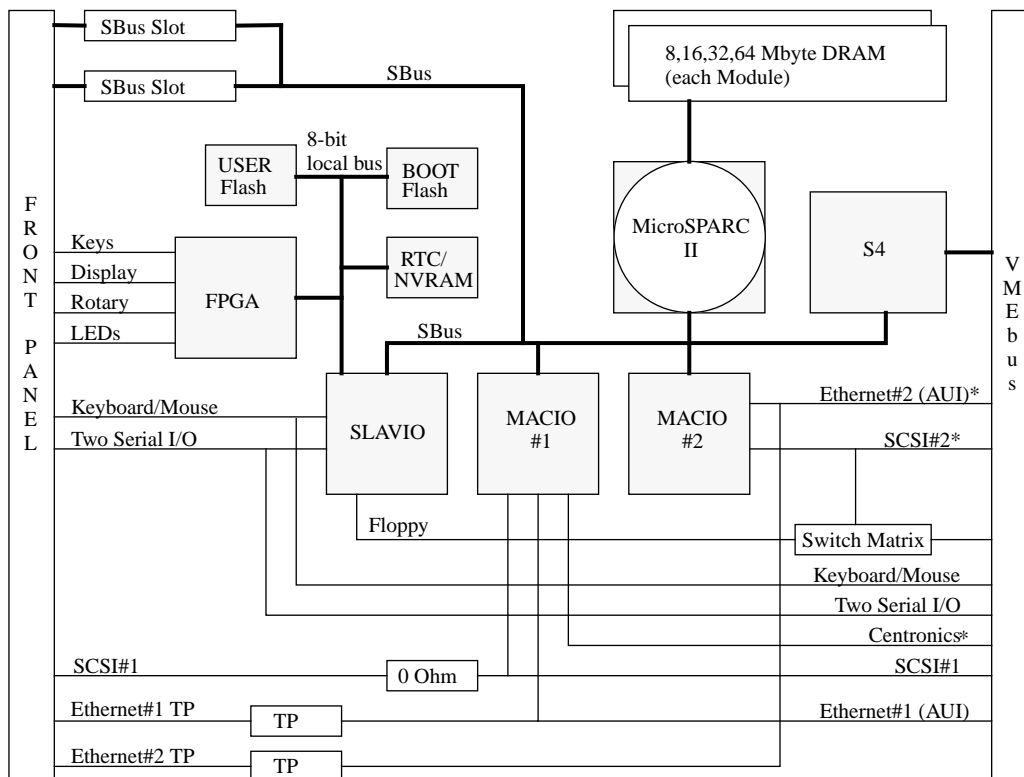 SBus Slot
SBus Slot
SBus
8,16,32,64 Mbyte DRAM
(each Module)
8-bit
local bus
USER
Flash
BOOT
Flash
MicroSPARC
II
S4
RTC/
NVRAM
FPGA
Keys
Display
Rotary
LEDs
FRONT PANEL
VMEbus
SBus
Keyboard/Mouse
Two Serial I/O
SLAVIO
MACIO
#1
MACIO
#2
Ethernet#2 (AUI)*
SCSI#2*
Floppy
Switch Matrix
Keyboard/Mouse
Two Serial I/O
Centronics*
SCSI#1
0 Ohm
SCSI#1
Ethernet#1 TP
TP
Ethernet#1 (AUI)
Ethernet#2 TP
TP